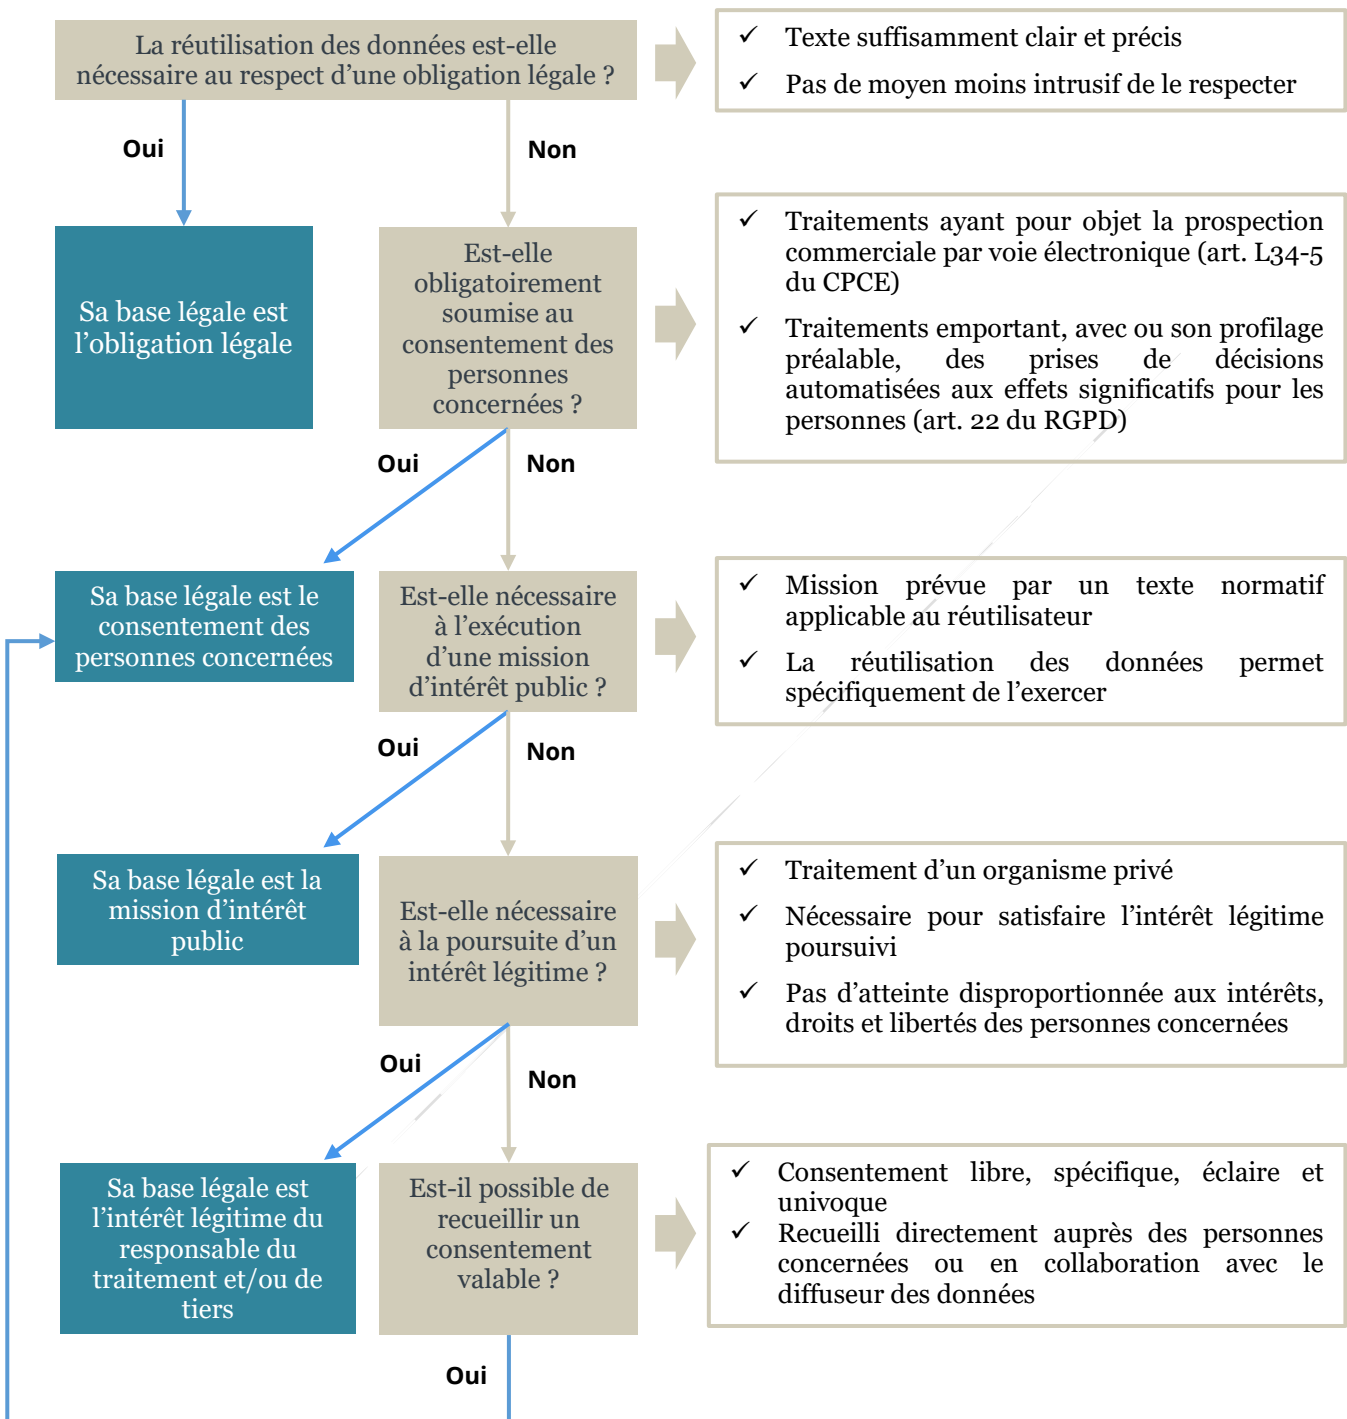 La réutilisation des données est-elle
nécessaire au respect d’une obligation légale ?
✓ Texte suffisamment clair et précis
✓ Pas de moyen moins intrusif de le respecter
Oui
Non
Sa base légale est
l’obligation légale
Est-elle
obligatoirement
soumise au
consentement des
personnes
concernées ?
✓ Traitements ayant pour objet la prospection
commerciale par voie électronique (art. L34-5
du CPCE)
✓ Traitements emportant, avec ou son profilage
préalable, des prises de décisions
automatisées aux effets significatifs pour les
personnes (art. 22 du RGPD)
Oui
Non
Sa base légale est le
consentement des
personnes concernées
Est-elle nécessaire
à l’exécution
d’une mission
d’intérêt public ?
✓ Mission prévue par un texte normatif
applicable au réutilisateur
✓ La réutilisation des données permet
spécifiquement de l’exercer
Oui
Non
Sa base légale est la
mission d’intérêt
public
Est-elle nécessaire
à la poursuite d’un
intérêt légitime ?
✓ Traitement d’un organisme privé
✓ Nécessaire pour satisfaire l’intérêt légitime
poursuivi
✓ Pas d’atteinte disproportionnée aux intérêts,
droits et libertés des personnes concernées
Oui
Non
Sa base légale est
l’intérêt légitime du
responsable du
traitement et/ou de
tiers
Est-il possible de
recueillir un
consentement
valable ?
✓ Consentement libre, spécifique, éclaire et
univoque
✓ Recueilli directement auprès des personnes
concernées ou en collaboration avec le
diffuseur des données
Oui